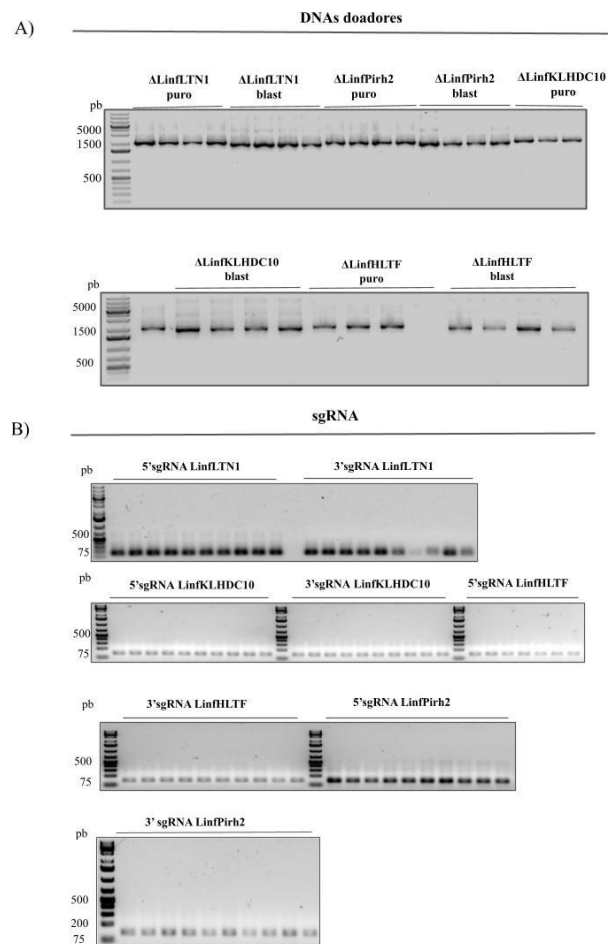 DNAs doadores
A)
ΔLinfLTN1 ΔLinfLTN1 ΔLinfPirh2 ΔLinfPirh2 ΔLinfKLHDC10
puro blast puro blast puro
pb
5000
1500
500
ΔLinfKLHDC10 ΔLinfHLTF ΔLinfHLTF
blast puro blast
pb
5000
1500
500
sgRNA
B)
5'sgRNA LinfLTN1 3'sgRNA LinfLTN1
pb
500
75
pb
5'sgRNA LinfKLHDC10 3'sgRNA LinfKLHDC10 5'sgRNA LinfHLTF
500
75
3'sgRNA LinfHLTF 5'sgRNA LinfPirh2
pb
500
75
3' sgRNA LinfPirh2
pb
500
200
75